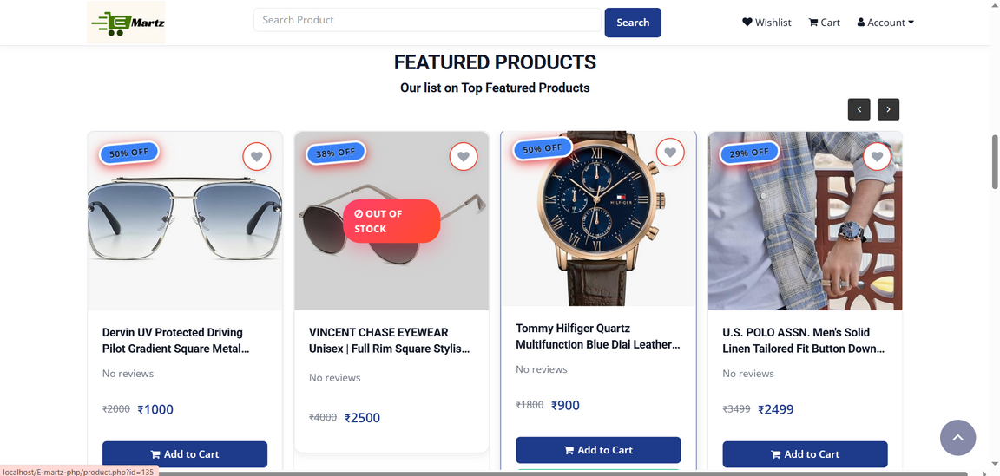 Martz
Search Product
Search
Wishlist
Cart
Account
FEATURED PRODUCTS
Our list on Top Featured Products
50% OFF
38% OFF
50% OFF
29% OFF
OUT OF
STOCK
HILFIGER
Dervin UV Protected Driving
Pilot Gradient Square Metal...
No reviews
₹2000 ₹1000
Add to Cart
VINCENT CHASE EYEWEAR
Unisex | Full Rim Square Stylis...
No reviews
₹4000 ₹2500
Tommy Hilfiger Quartz
Multifunction Blue Dial Leather...
No reviews
₹1800 ₹900
Add to Cart
U.S. POLO ASSN. Men's Solid
Linen Tailored Fit Button Down...
No reviews
₹3499 ₹2499
Add to Cart
localhost/E-martz-php/product.php?id=135